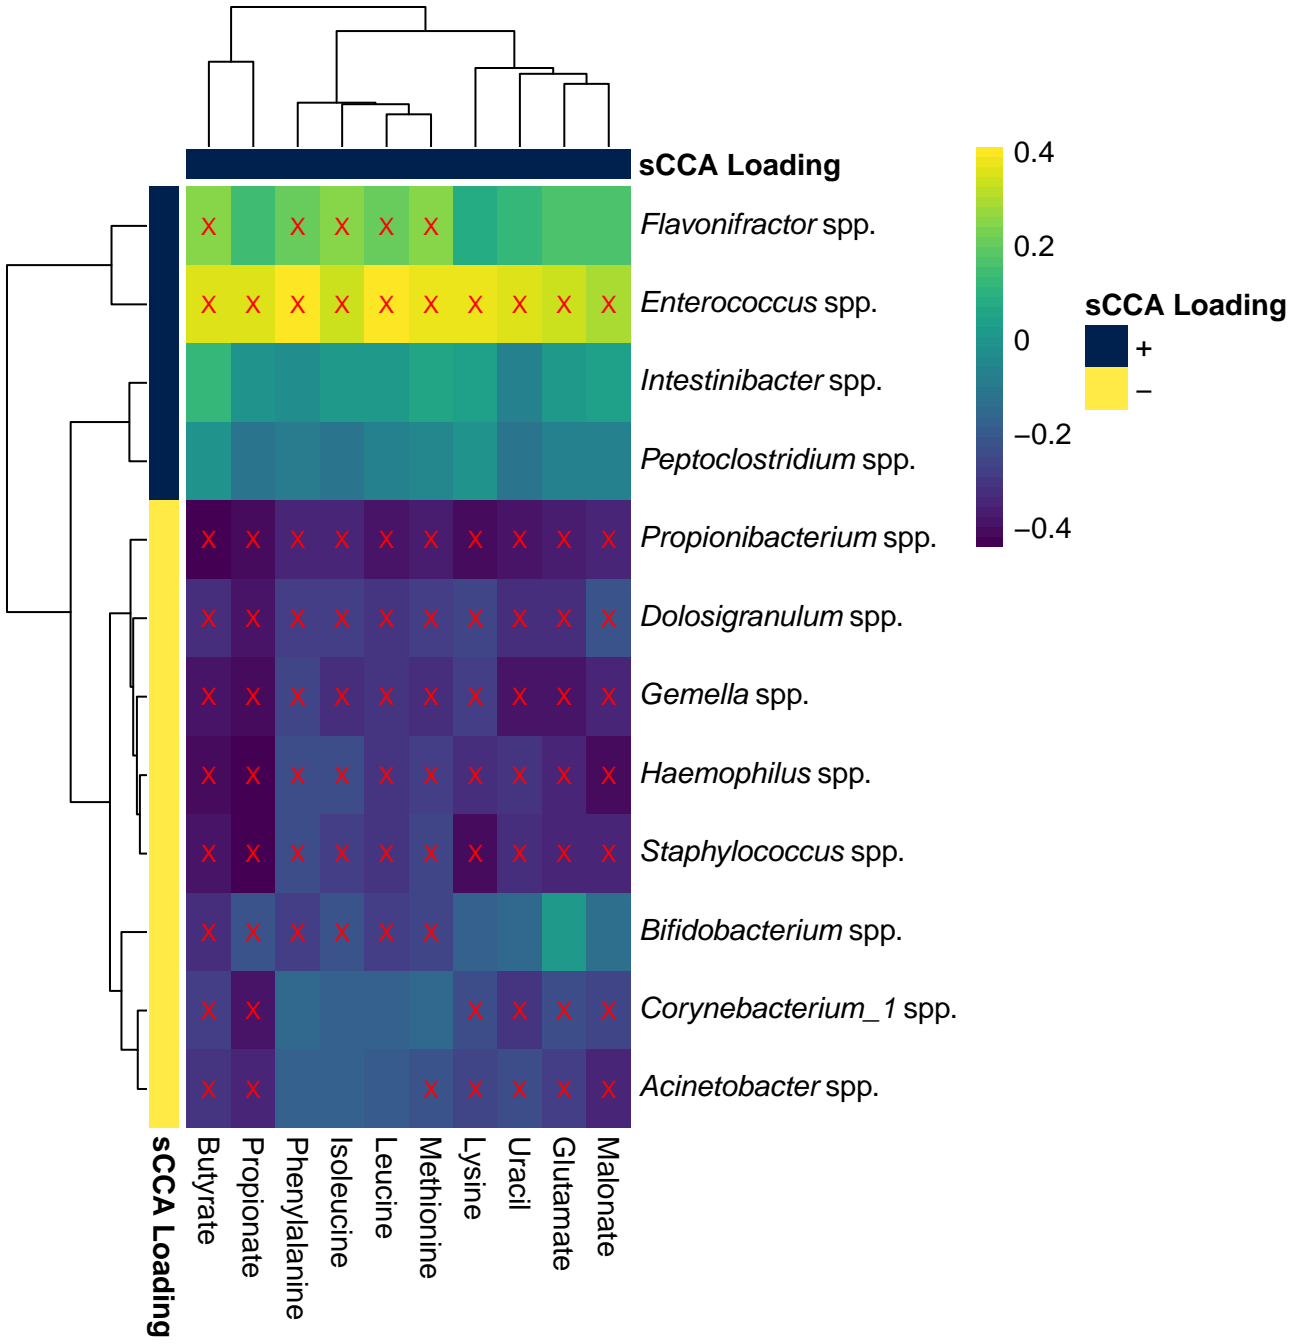 sCCA Loading
X X X X X Flavonifractor spp.
X X X X X X X X X X Enterococcus spp.
Intestinibacter spp.
Peptoclostridium spp.
X X X X X X X X X X Propionibacterium spp.
X X X X X X X X X X Dolosigranulum spp.
X X X X X X X X X X Gemella spp.
X X X X X X X X X X Haemophilus spp.
X X X X X X X X X X Staphylococcus spp.
X X X X X X Bifidobacterium spp.
X X X X X X Corynebacterium_1 spp.
X X X X X X X Acinetobacter spp.
sCCA Loading
Butyrate
Propionate
Phenylalanine
Isoleucine
Leucine
Methionine
Lysine
Uracil
Glutamate
Malonate
0.4
0.2
0
−0.2
−0.4
sCCA Loading
+
−